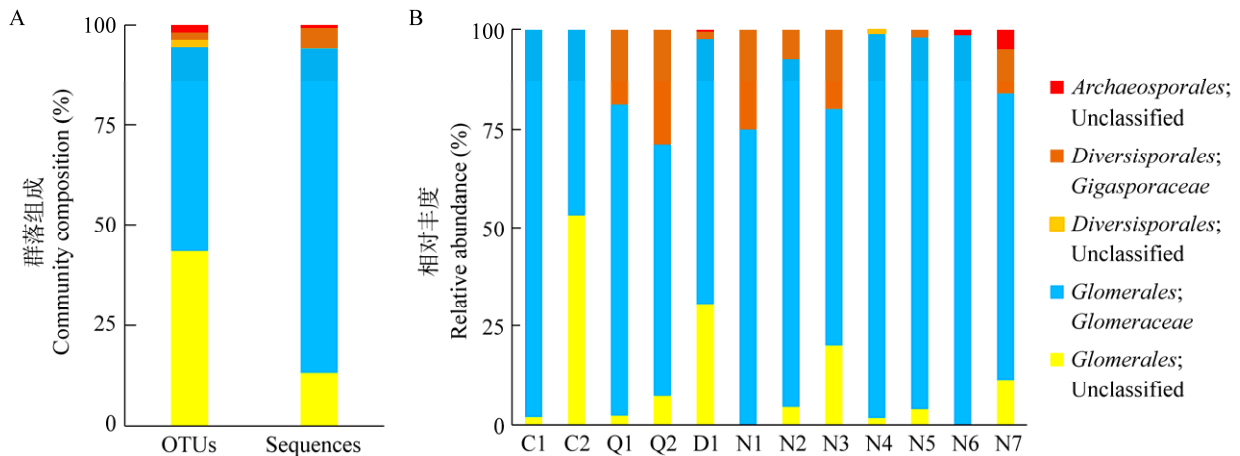 A
群落组成
Community composition (%)
100
75
50
25
0
OTUs Sequences
B
相对丰度
Relative abundance (%)
100
75
50
25
0
C1 C2 Q1 Q2 D1 N1 N2 N3 N4 N5 N6 N7
Archaeosporales;
Unclassified
Diversisporales;
Gigasporaceae
Diversisporales;
Unclassified
Glomerales;
Glomeraceae
Glomerales;
Unclassified